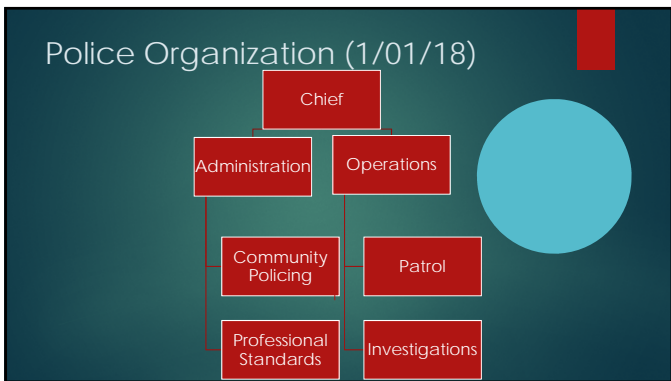 Police Organization (1/01/18)
Chief
Administration
Operations
Community
Policing
Patrol
Professional
Standards
Investigations